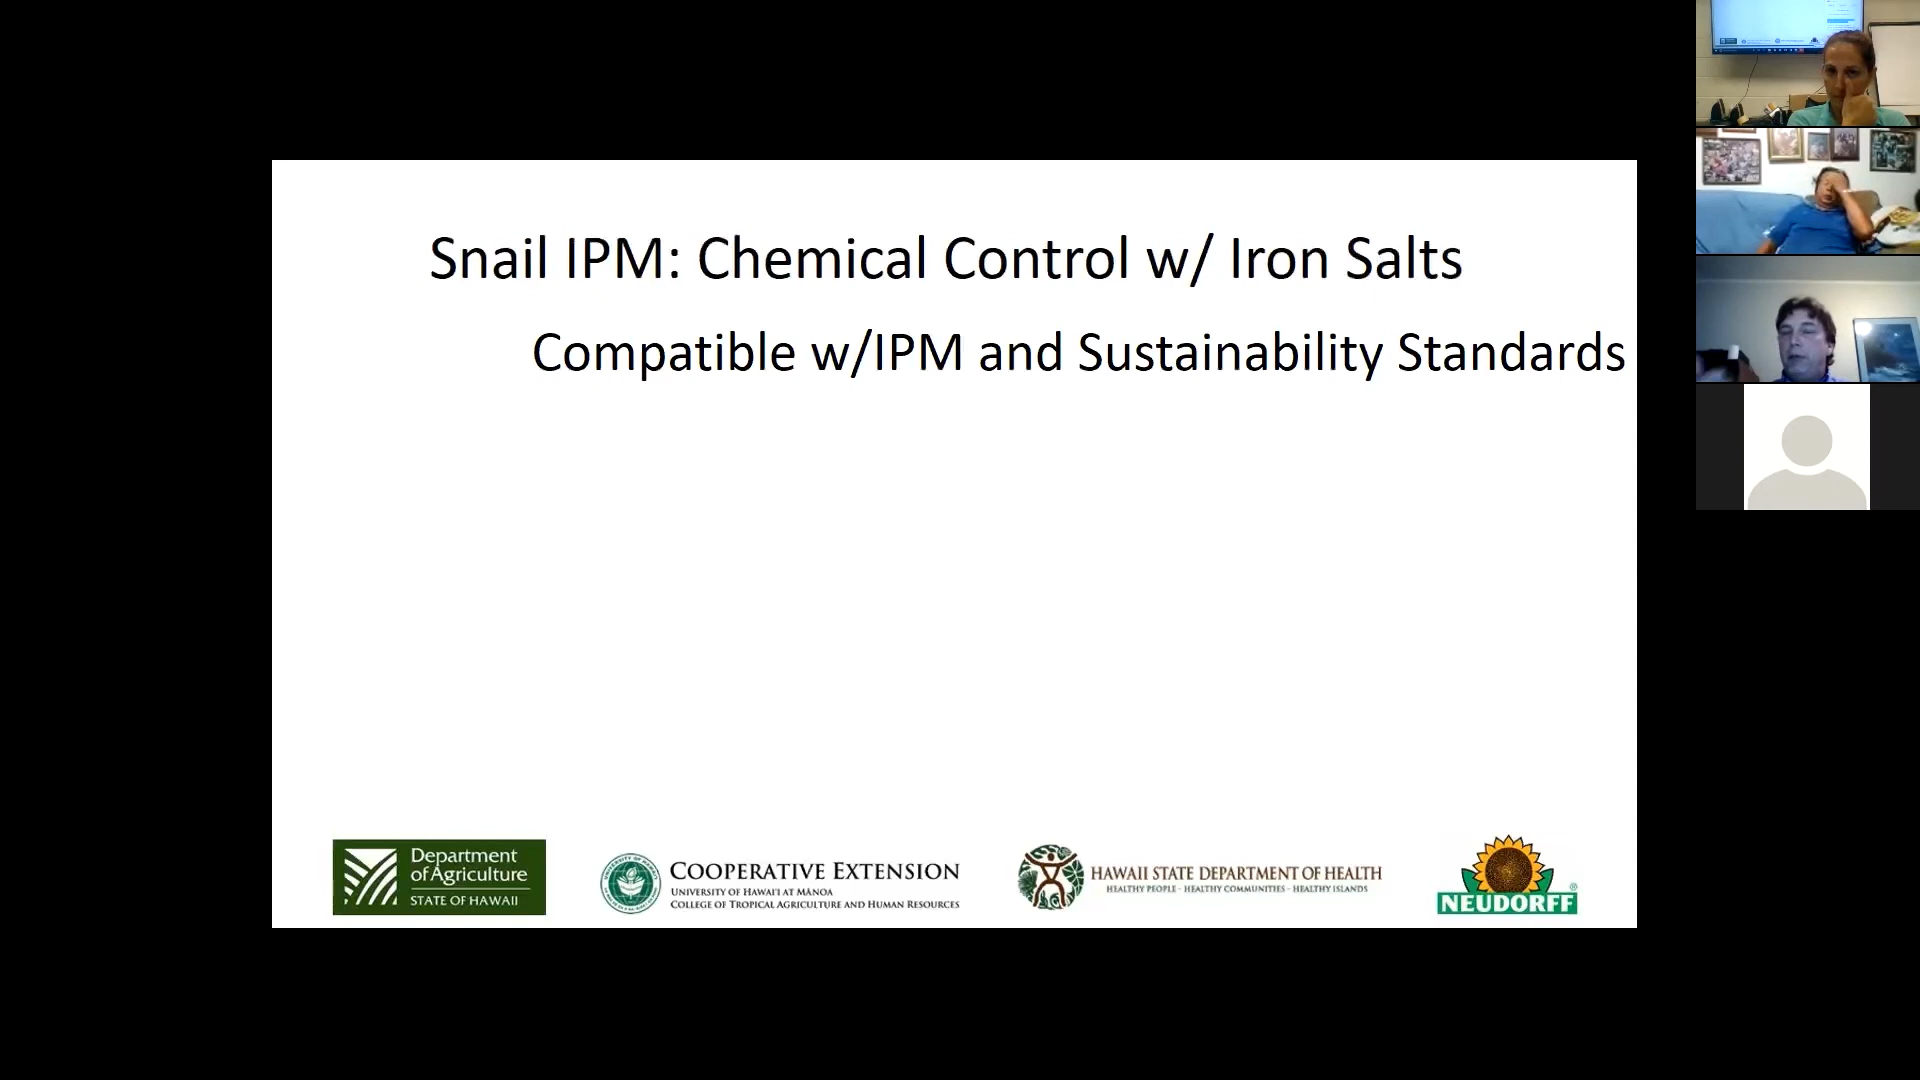 Snail IPM: Chemical Control w/ Iron Salts
Compatible w/IPM and Sustainability Standards
Department
of Agriculture
STATE OF HAWAII
COOPERATIVE EXTENSION
UNIVERSITY OF HAWAI'I AT MĀNOA
COLLEGE OF TROPICAL AGRICULTURE AND HUMAN RESOURCES
HAWAII STATE DEPARTMENT OF HEALTH
HEALTHY PEOPLE - HEALTHY COMMUNITIES - HEALTHY ISLANDS
NEUDORFF®